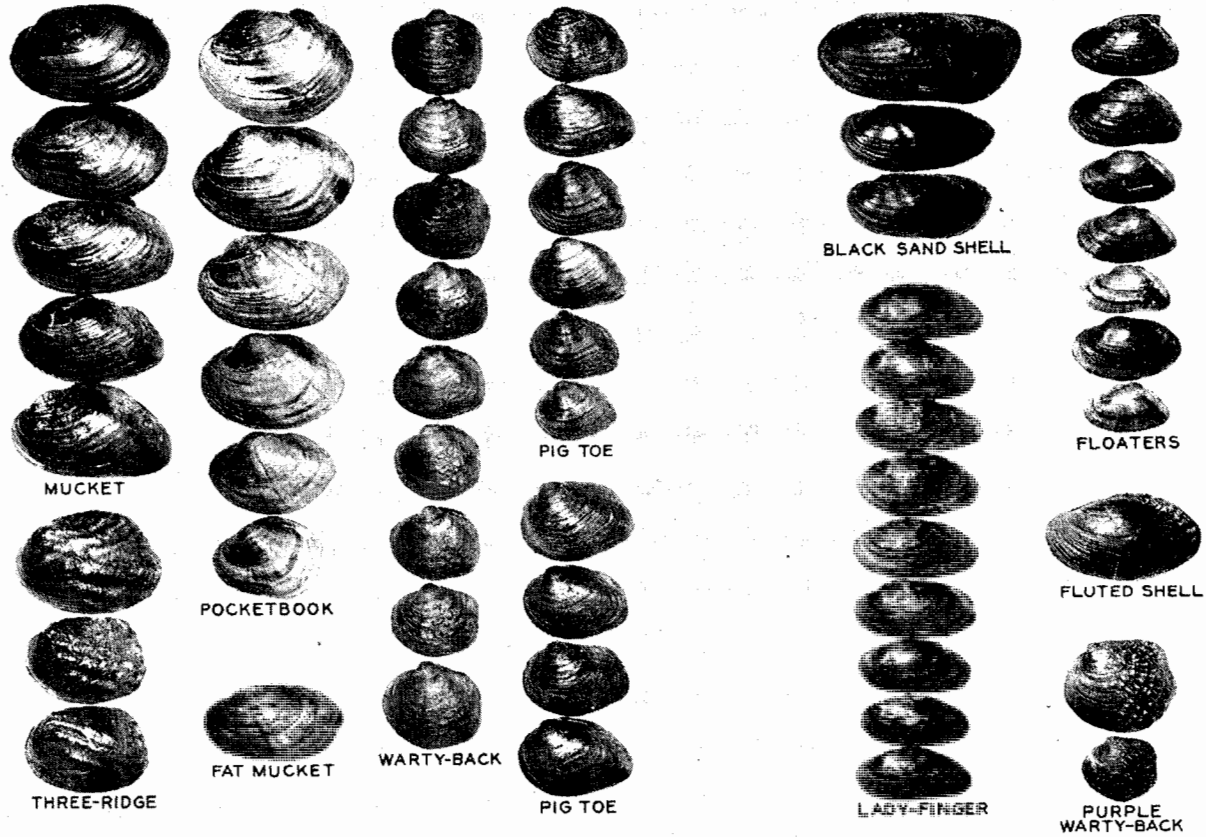 MUCKET
THREE-RIDGE
POCKETBOOK
FAT MUCKET
WARTY-BACK
PIG TOE
PIG TOE
BLACK SAND SHELL
LADY-FINGER
FLOATERS
FLUTED SHELL
PURPLE
WARTY-BACK